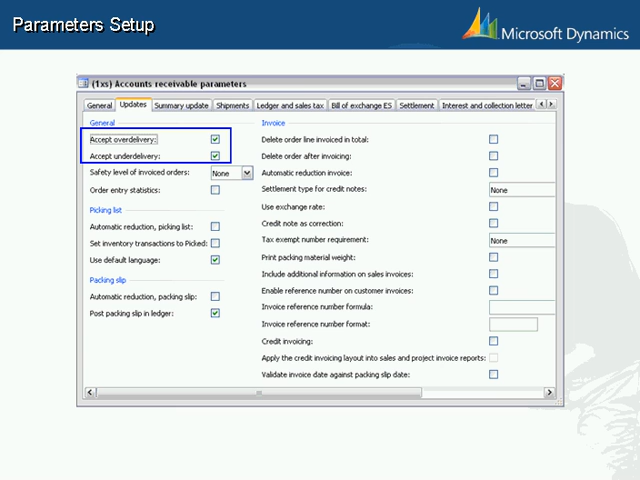 Parameters Setup
Microsoft Dynamics
(1xs) Accounts receivable parameters
General Updates Summary update Shipments Ledger and sales tax Bill of exchange ES Settlement Interest and collection letter
General
Accept overdelivery:
Accept underdelivery:
Safety level of invoiced orders: None
Order entry statistics:
Picking list
Automatic reduction, picking list:
Set inventory transactions to Picked:
Use default language:
Packing slip
Automatic reduction, packing slip:
Post packing slip in ledger:
Invoice
Delete order line invoiced in total:
Delete order after invoicing:
Automatic reduction invoice:
Settlement type for credit notes: None
Use exchange rate:
Credit note as correction:
Tax exempt number requirement: None
Print packing material weight:
Include additional information on sales invoices:
Enable reference number on customer invoices:
Invoice reference number formula:
Invoice reference number format:
Credit invoicing:
Apply the credit invoicing layout into sales and project invoice reports:
Validate invoice date against packing slip date: